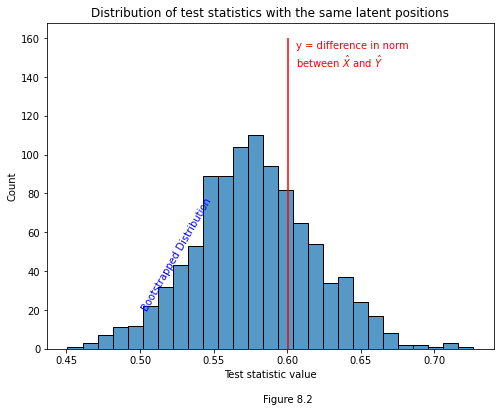 Distribution of test statistics with the same latent positions
160
140
120
100
80
60
40
20
0
Count
y = difference in norm
between X̂ and Ŷ
Bootstrapped Distribution
0.45 0.50 0.55 0.60 0.65 0.70
Test statistic value
Figure 8.2